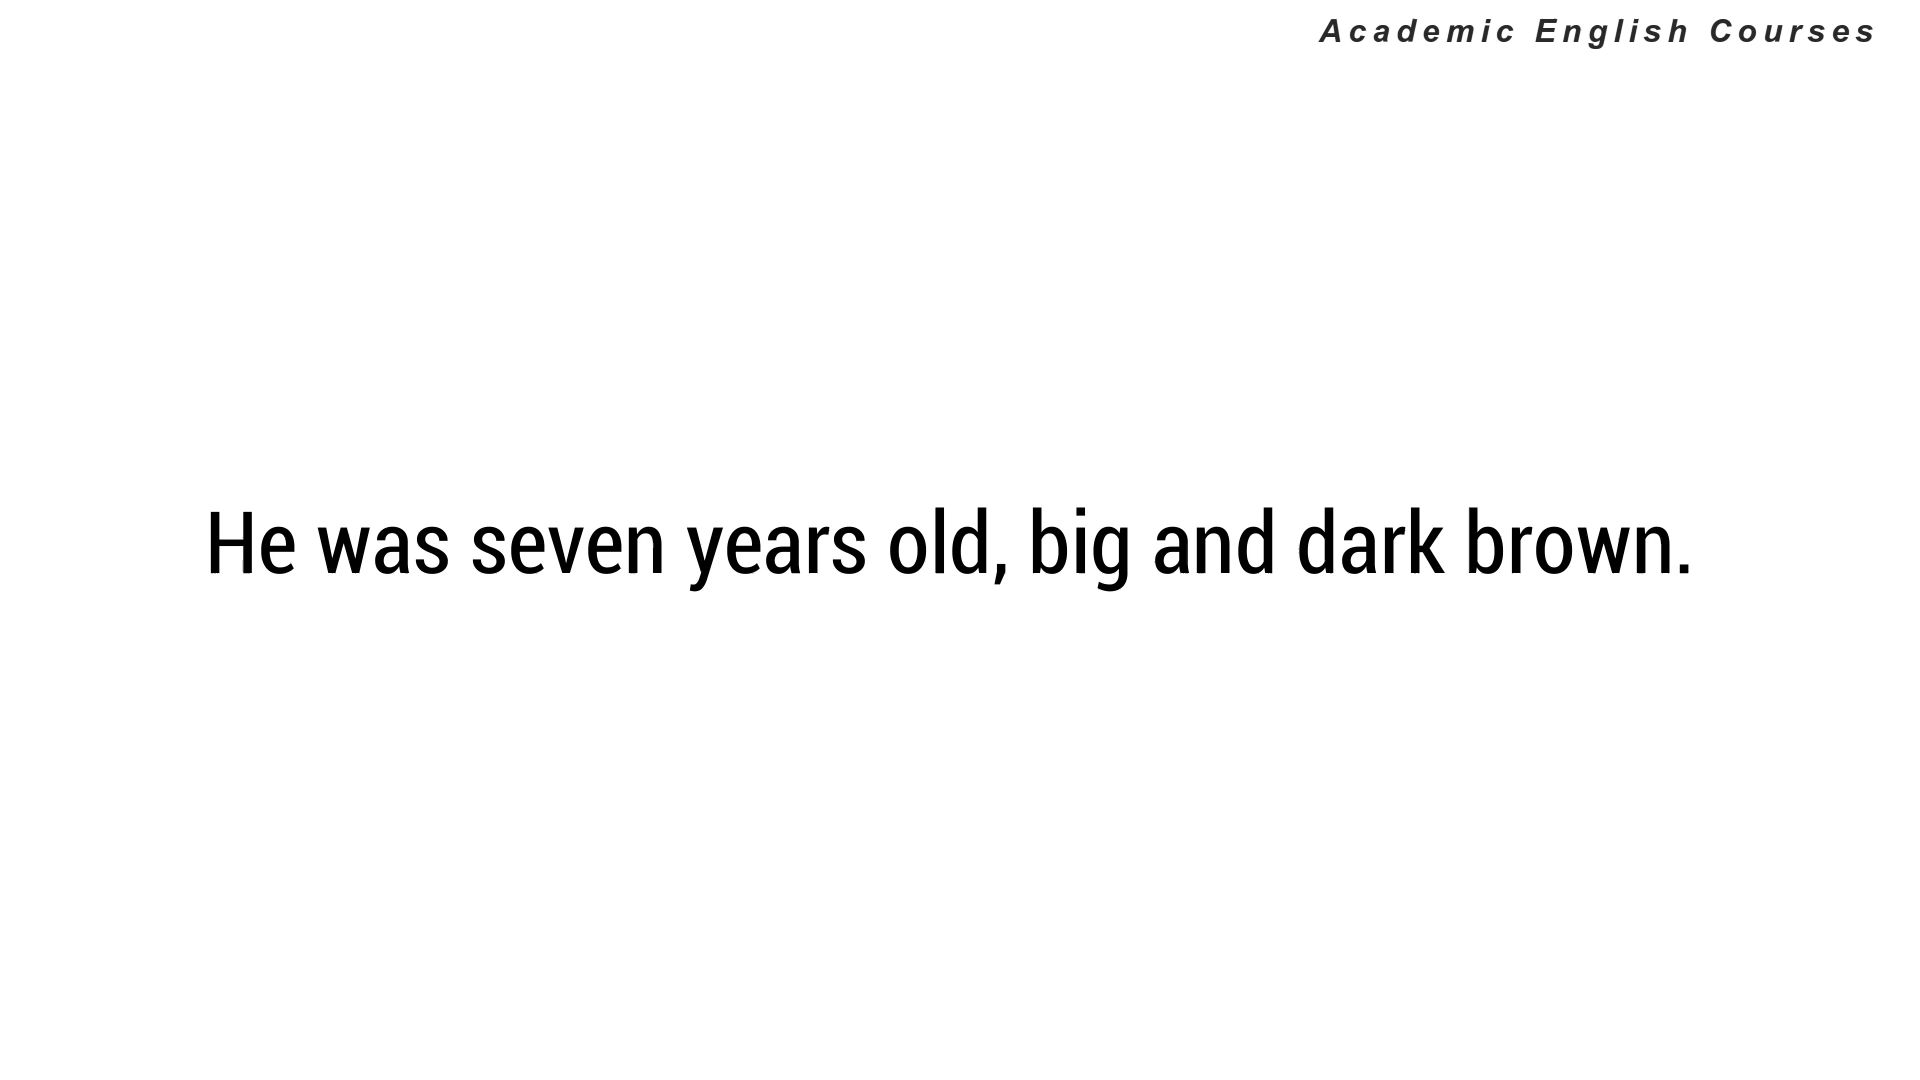 Academic English Courses
He was seven years old, big and dark brown.